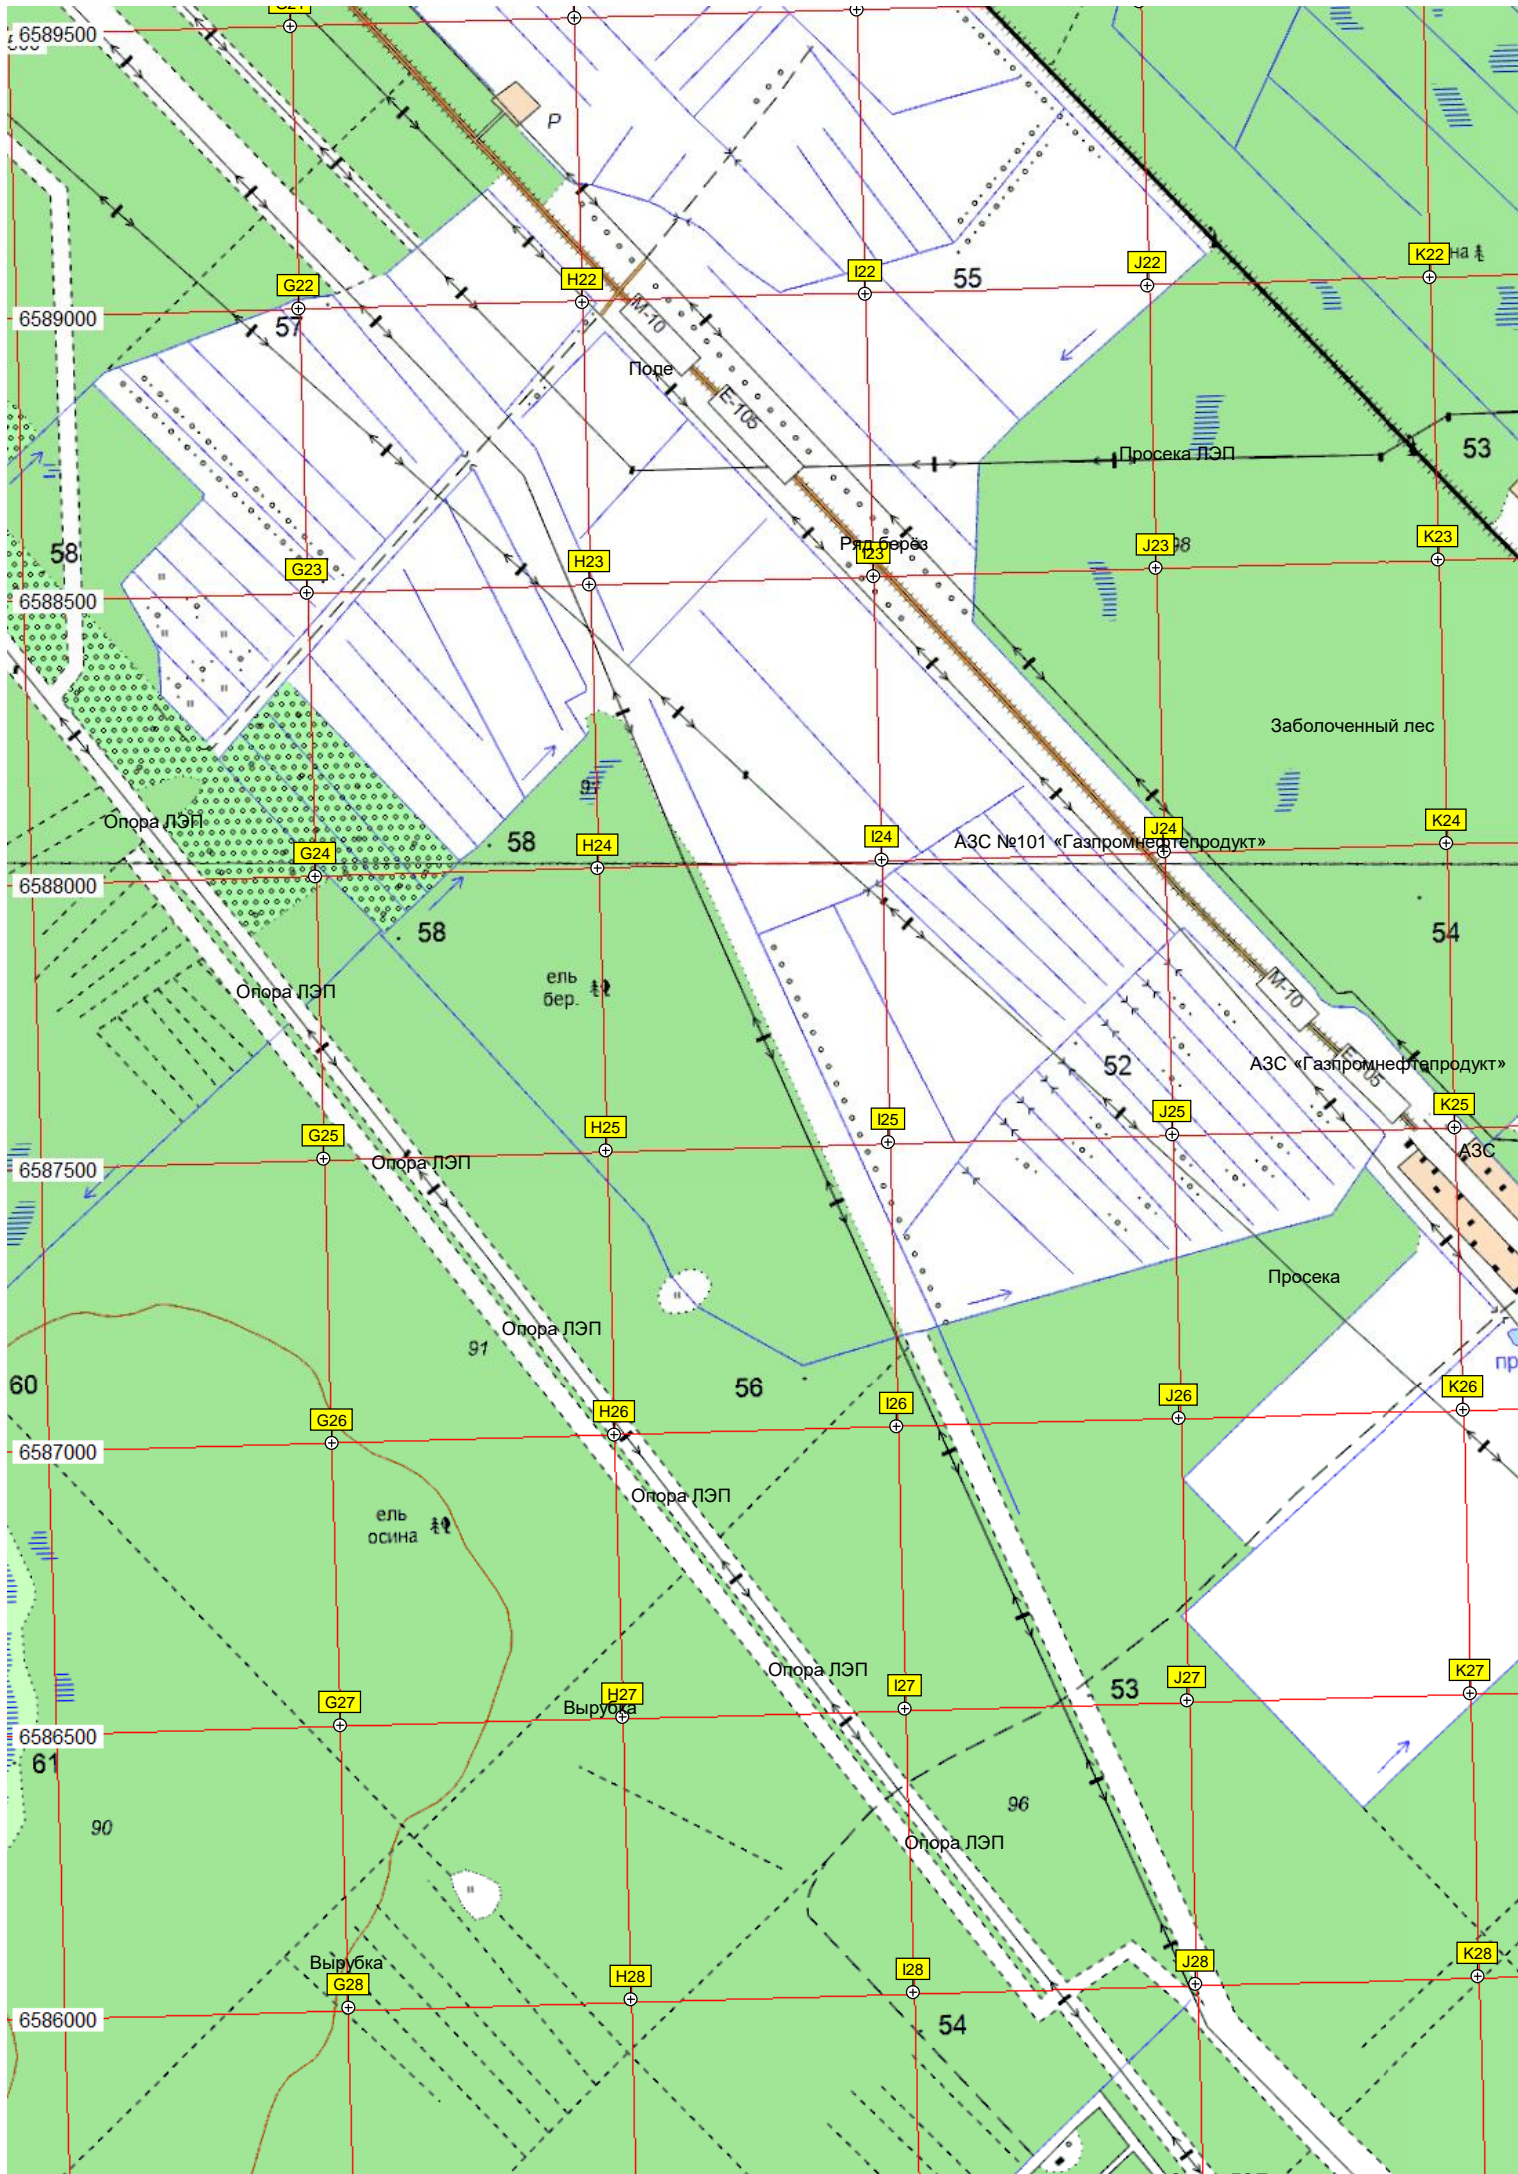 6589500
Р
K22
на
J22
I22
55
H22
G22
6589000
57
М-10
Поле
Е-105
Просека ЛЭП
53
58
K23
J23
98
Ряд берёз
I23
H23
G23
6588500
Заболоченный лес
91
Опора ЛЭП
58
K24
J24
АЗС №101 «Газпромнефтепродукт»
I24
H24
G24
6588000
58
54
ель
бер.
Опора ЛЭП
М-10
52
АЗС «Газпромнефтепродукт»
Е-105
K25
J25
I25
H25
G25
АЗС
6587500
Опора ЛЭП
Просека
Опора ЛЭП
91
пр
60
56
K26
J26
I26
H26
G26
6587000
Опора ЛЭП
ель
осина
Опора ЛЭП
K27
J27
53
I27
H27
Вырубка
G27
6586500
61
96
90
Опора ЛЭП
Вырубка
K28
J28
I28
H28
G28
6586000
54